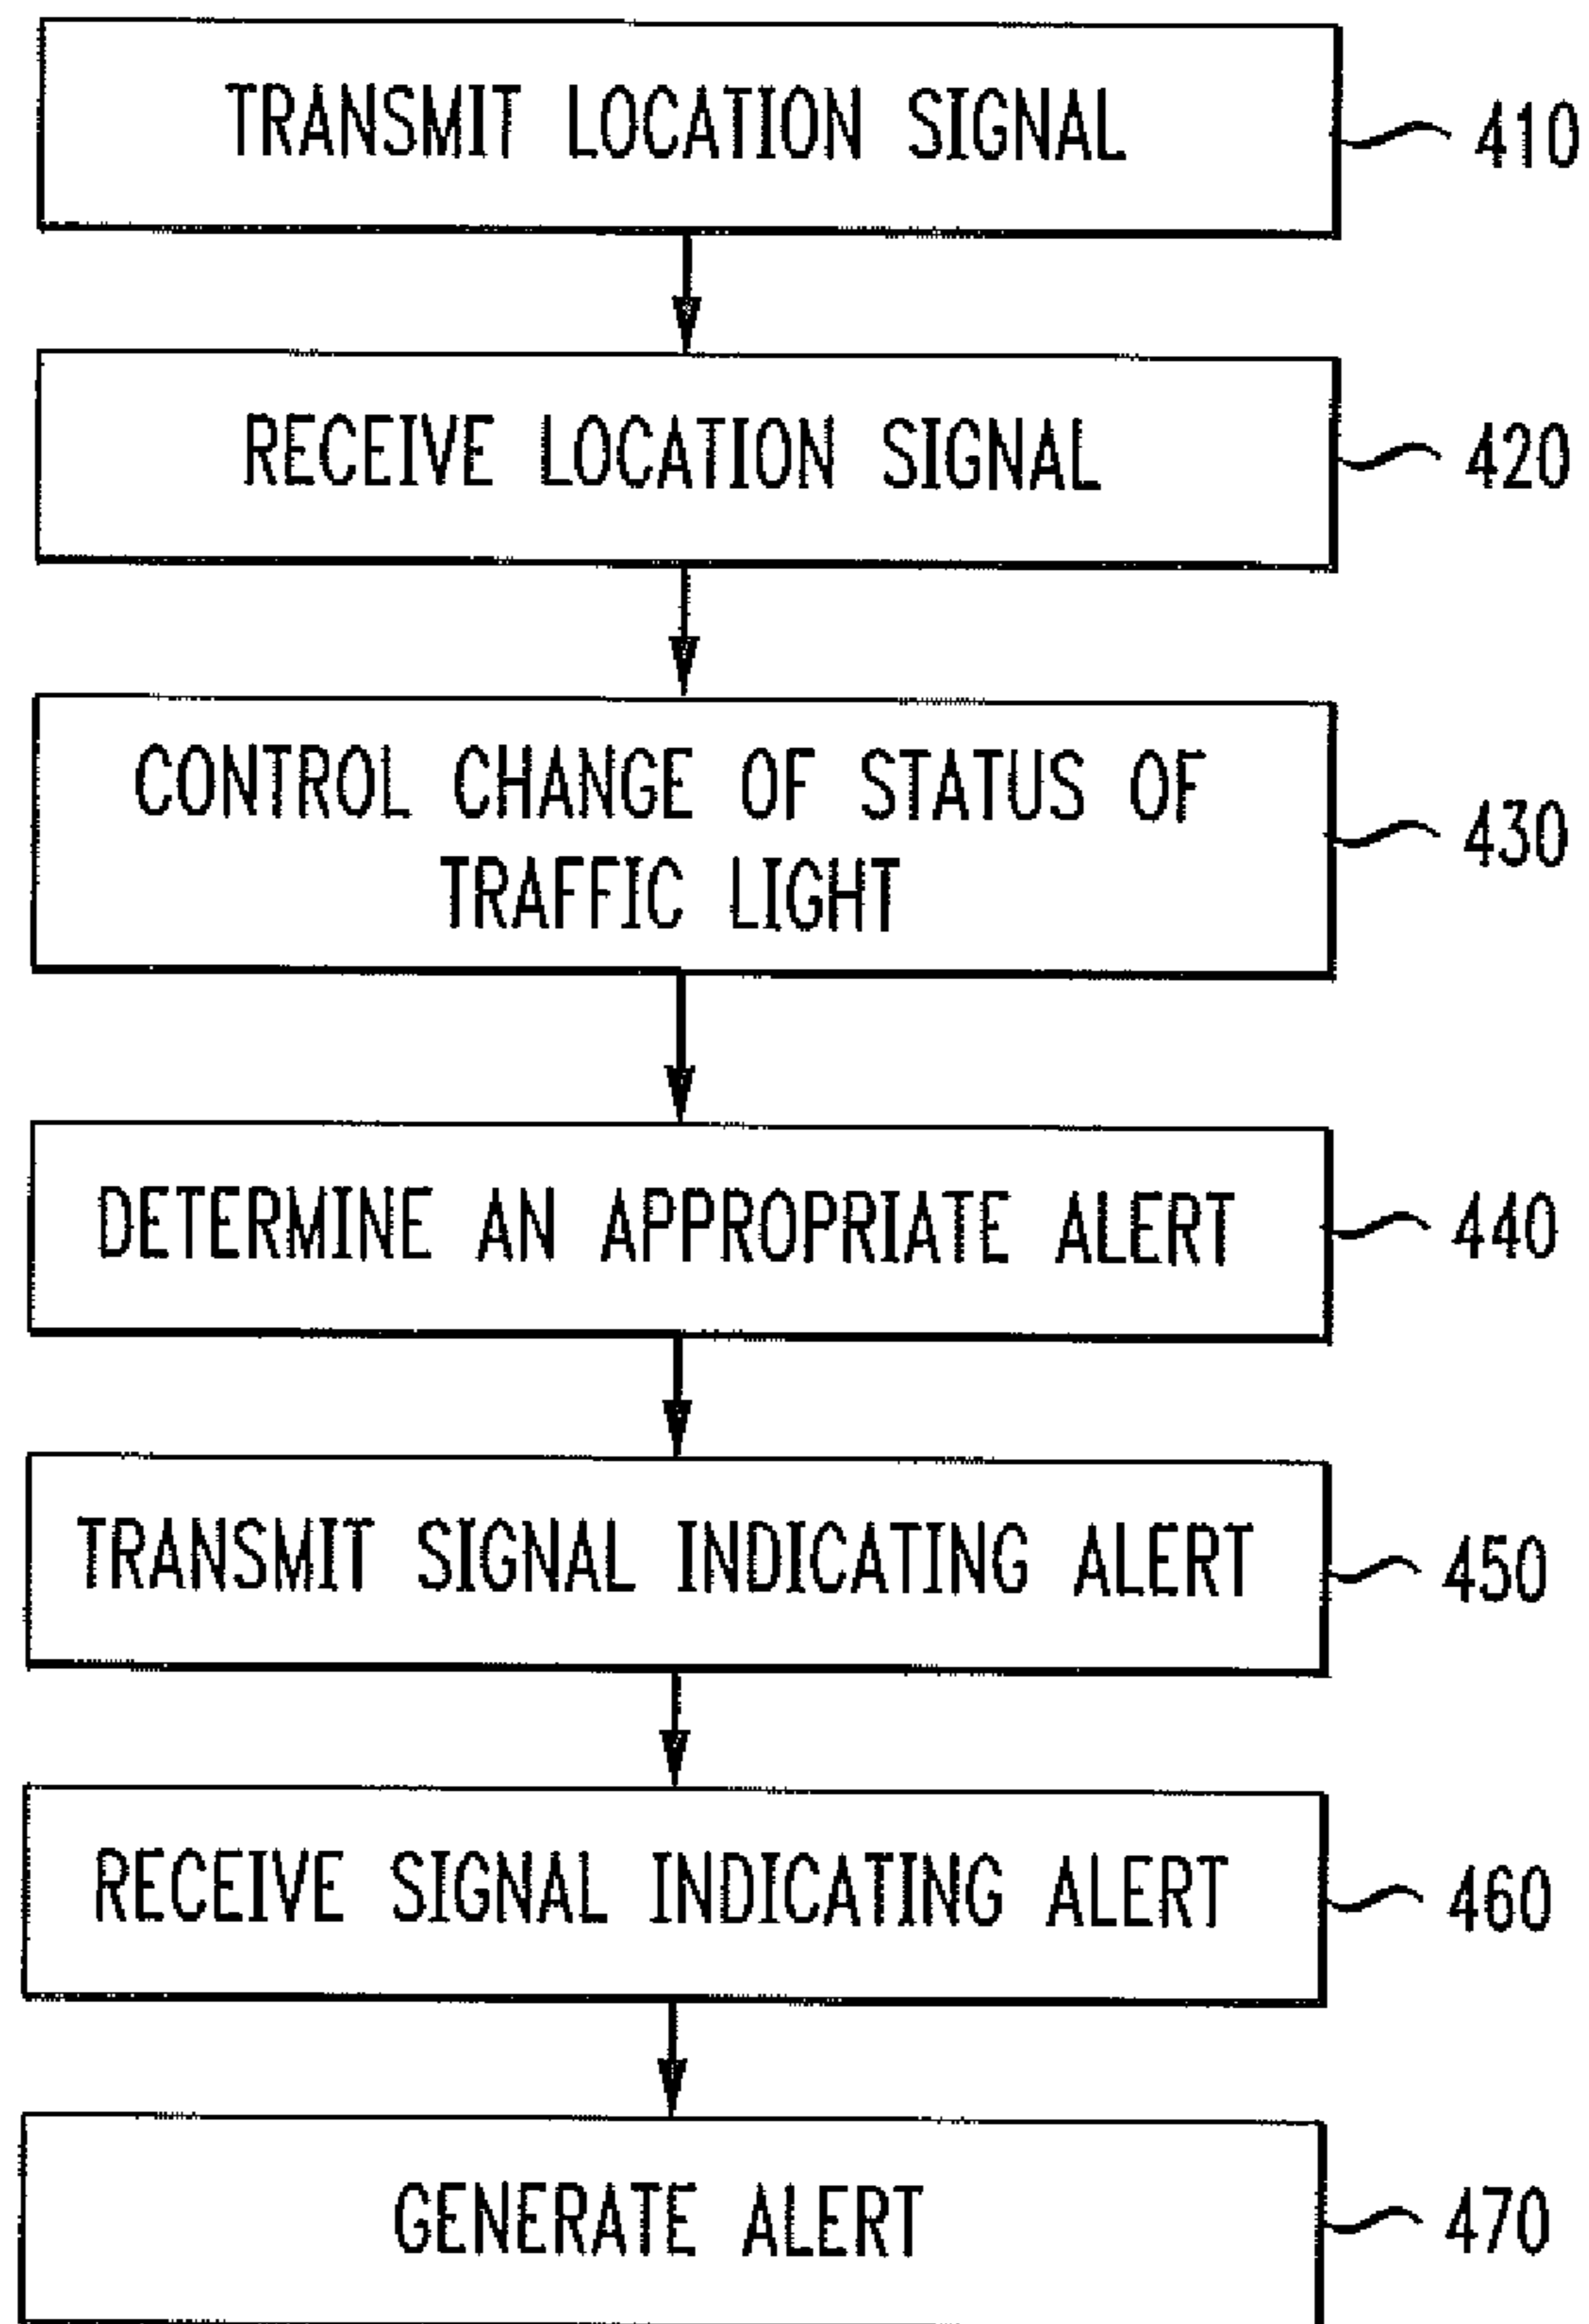 TRANSMIT LOCATION SIGNAL
410
RECEIVE LOCATION SIGNAL
420
CONTROL CHANGE OF STATUS OF
TRAFFIC LIGHT
430
DETERMINE AN APPROPRIATE ALERT
440
TRANSMIT SIGNAL INDICATING ALERT
450
RECEIVE SIGNAL INDICATING ALERT
460
GENERATE ALERT
470